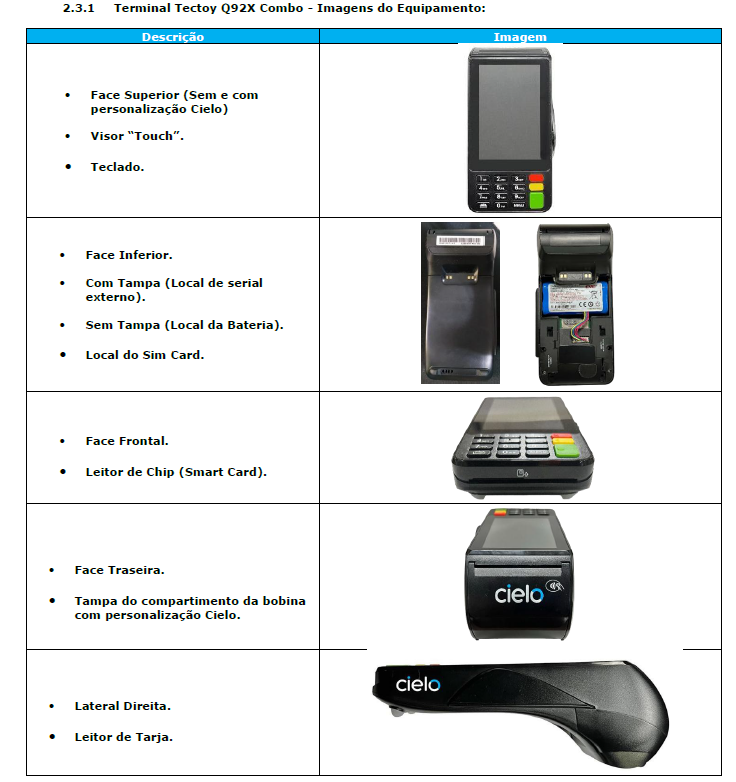 2.3.1 Terminal Tectoy Q92X Combo - Imagens do Equipamento:
Descrição
Imagem
• Face Superior (Sem e com
personalização Cielo)
• Visor “Touch”.
• Teclado.
• Face Inferior.
• Com Tampa (Local de serial
externo).
• Sem Tampa (Local da Bateria).
• Local do Sim Card.
• Face Frontal.
• Leitor de Chip (Smart Card).
• Face Traseira.
• Tampa do compartimento da bobina
com personalização Cielo.
cielo
• Lateral Direita.
• Leitor de Tarja.
cielo